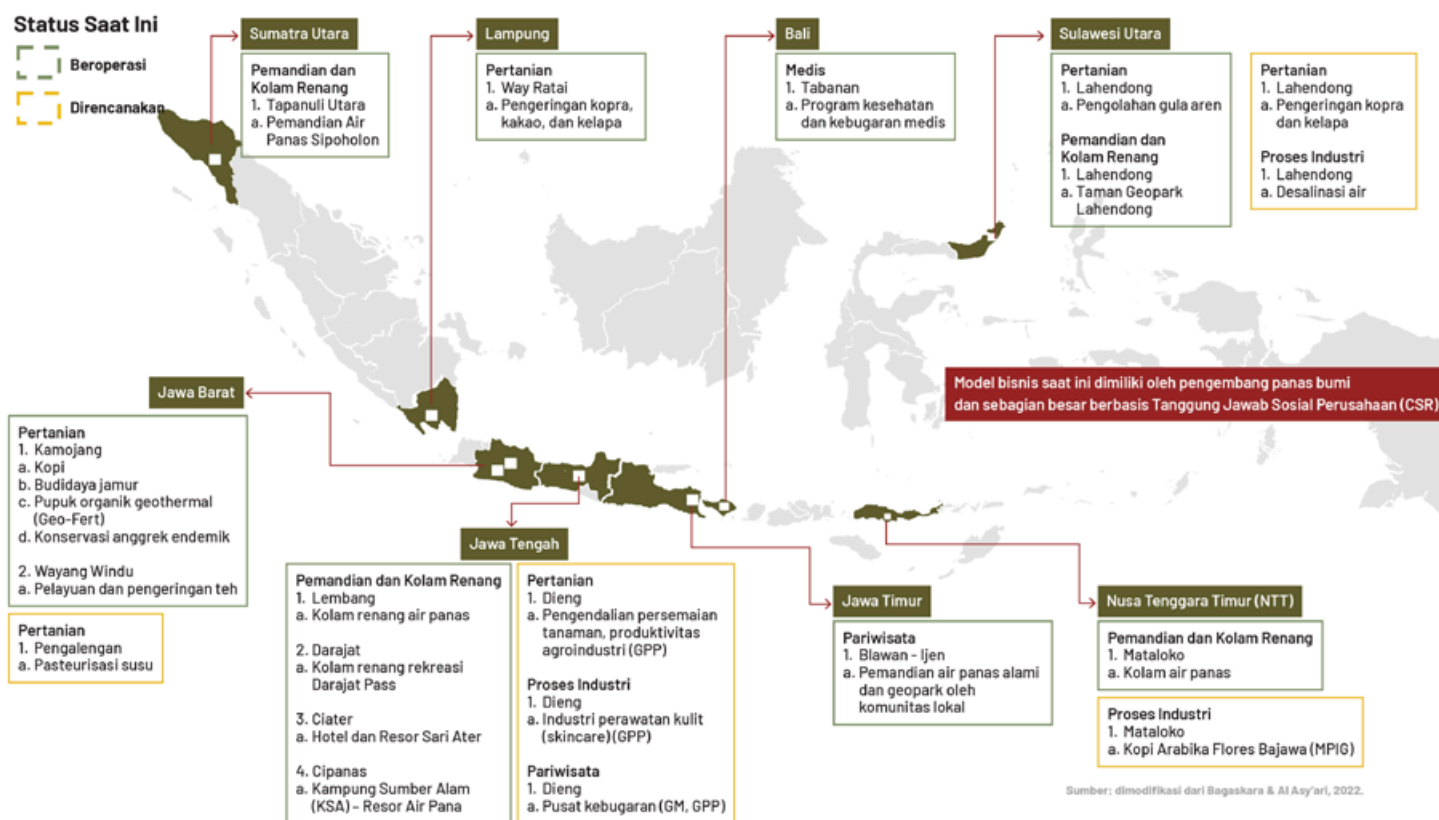 Status Saat Ini
Beroperasi
Direncanakan
Sumatra Utara
Pemandian dan
Kolam Renang
1. Tapanuli Utara
a. Pemandian Air
Panas Sipoholon
Lampung
Pertanian
1. Way Ratai
a. Pengeringan kopra,
kakao, dan kelapa
Bali
Medis
1. Tabanan
a. Program kesehatan
dan kebugaran medis
Sulawesi Utara
Pertanian
1. Lahendong
a. Pengolahan gula aren
Pemandian dan
Kolam Renang
1. Lahendong
a. Taman Geopark
Lahendong
Pertanian
1. Lahendong
a. Pengeringan kopra
dan kelapa
Proses Industri
1. Lahendong
a. Desalinasi air
Model bisnis saat ini dimiliki oleh pengembang panas bumi
dan sebagian besar berbasis Tanggung Jawab Sosial Perusahaan (CSR)
Jawa Barat
Pertanian
1. Kamojang
a. Kopi
b. Budidaya jamur
c. Pupuk organik geothermal
(Geo-Fert)
d. Konservasi anggrek endemik
2. Wayang Windu
a. Pelayuan dan pengeringan teh
Pertanian
1. Pengalengan
a. Pasteurisasi susu
Jawa Tengah
Pemandian dan Kolam Renang
1. Lembang
a. Kolam renang air panas
2. Darajat
a. Kolam renang rekreasi
Darajat Pass
3. Ciater
a. Hotel dan Resor Sari Ater
4. Cipanas
a. Kampung Sumber Alam
(KSA) – Resor Air Pana
Pertanian
1. Dieng
a. Pengendalian persemaian
tanaman, produktivitas
agroindustri (GPP)
Proses Industri
1. Dieng
a. Industri perawatan kulit
(skincare) (GPP)
Pariwisata
1. Dieng
a. Pusat kebugaran (GM, GPP)
Jawa Timur
Pariwisata
1. Blawan - Ijen
a. Pemandian air panas alami
dan geopark oleh
komunitas lokal
Nusa Tenggara Timur (NTT)
Pemandian dan Kolam Renang
1. Mataloko
a. Kolam air panas
Proses Industri
1. Mataloko
a. Kopi Arabika Flores Bajawa (MPIG)
Sumber: dimodifikasi dari Bagaskara & Al Asy'ari, 2022.